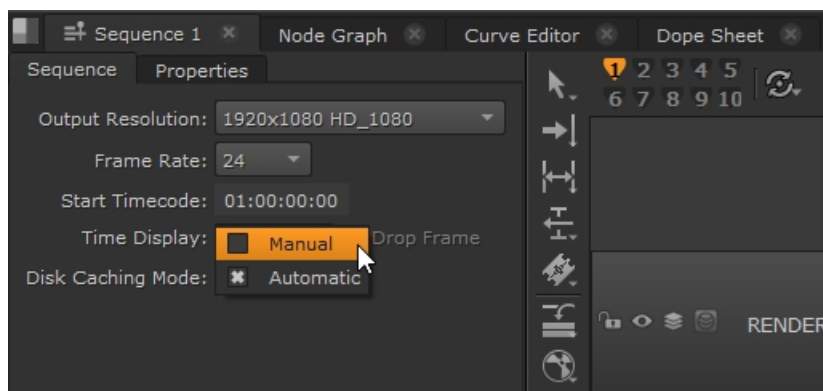 Sequence 1 Node Graph Curve Editor Dope Sheet
Sequence Properties
1 2 3 4 5
6 7 8 9 10
Output Resolution: 1920x1080 HD_1080
Frame Rate: 24
Start Timecode: 01:00:00:00
Time Display: Drop Frame
Manual
Disk Caching Mode: Automatic
RENDER